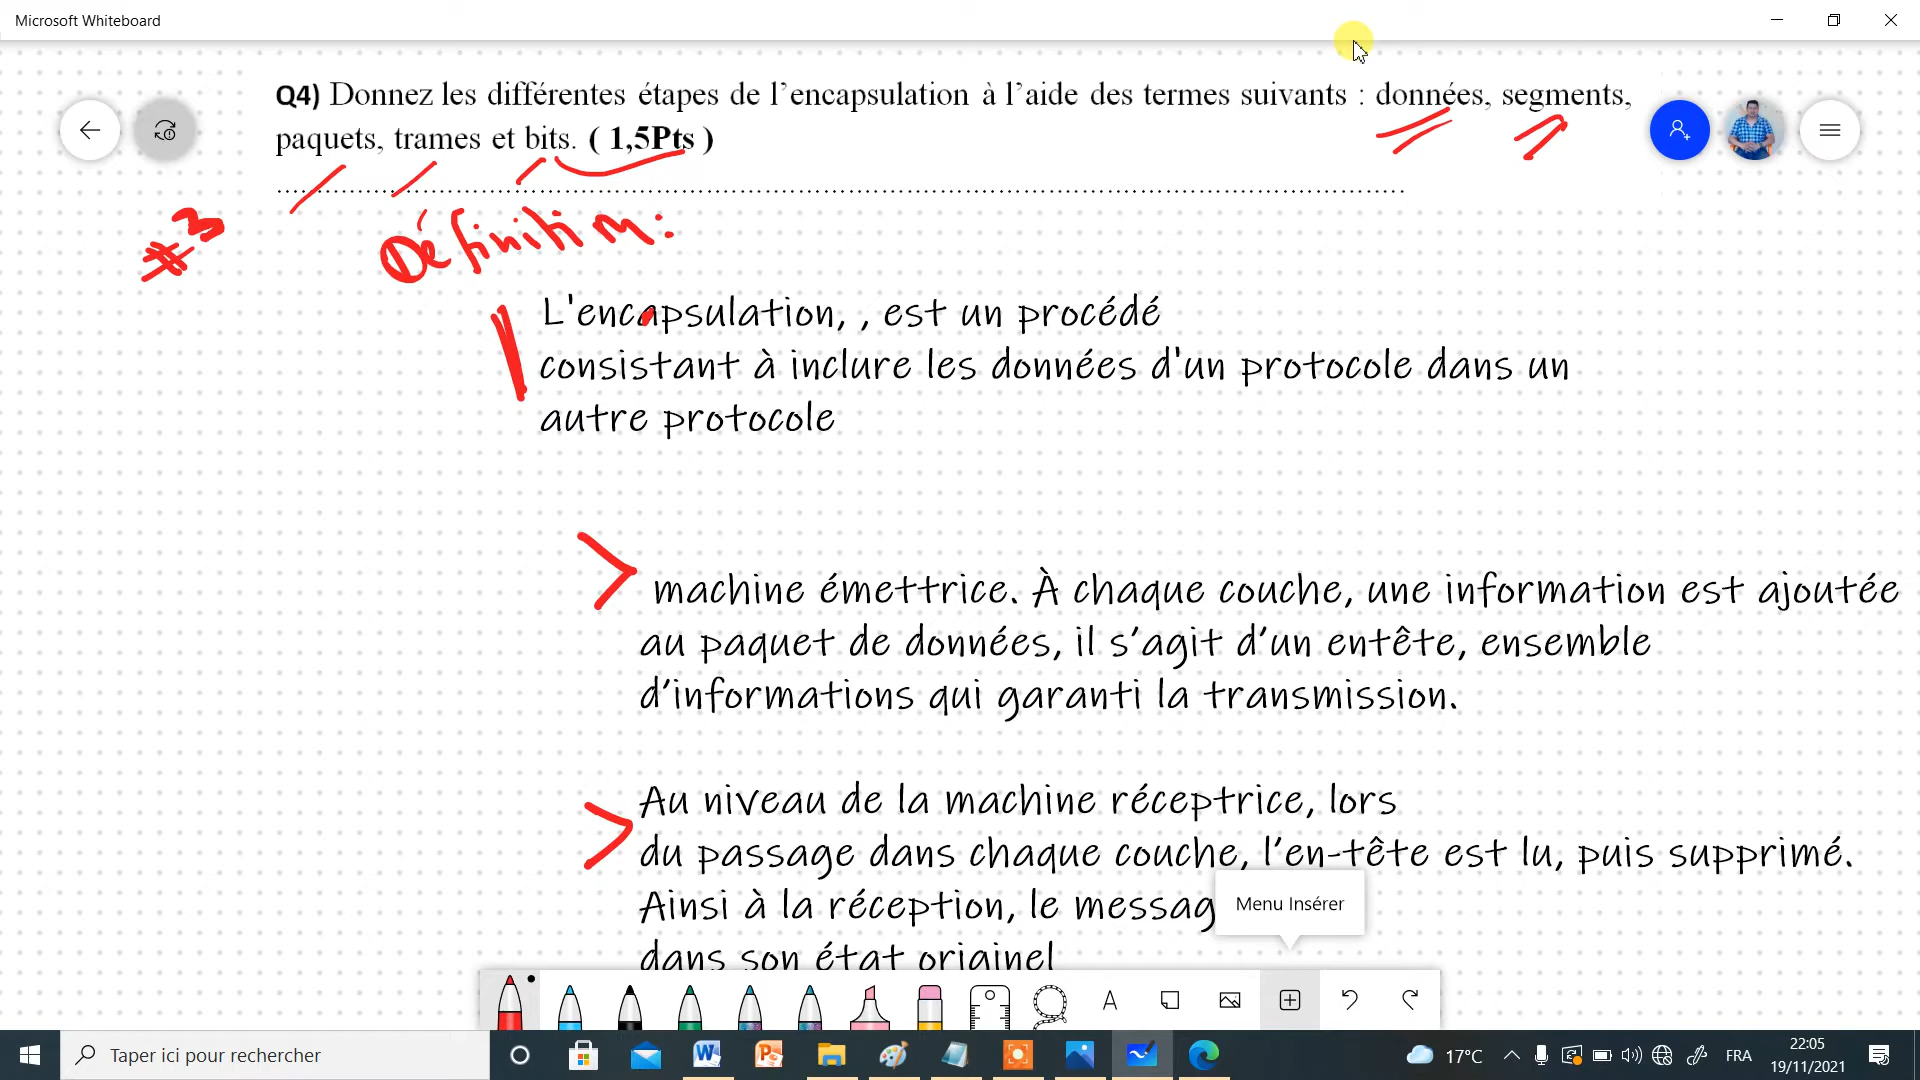 Microsoft Whiteboard
Q4) Donnez les différentes étapes de l’encapsulation à l’aide des termes suivants : données, segments,
paquets, trames et bits. ( 1,5Pts )
#3
Définition:
L'encapsulation, , est un procédé
consistant à inclure les données d'un protocole dans un
autre protocole
machine émettrice. À chaque couche, une information est ajoutée
au paquet de données, il s’agit d’un entête, ensemble
d’informations qui garanti la transmission.
Au niveau de la machine réceptrice, lors
du passage dans chaque couche, l’en-tête est lu, puis supprimé.
Ainsi à la réception, le messag
dans son état originel
Menu Insérer
Taper ici pour rechercher
17°C
FRA
22:05
19/11/2021